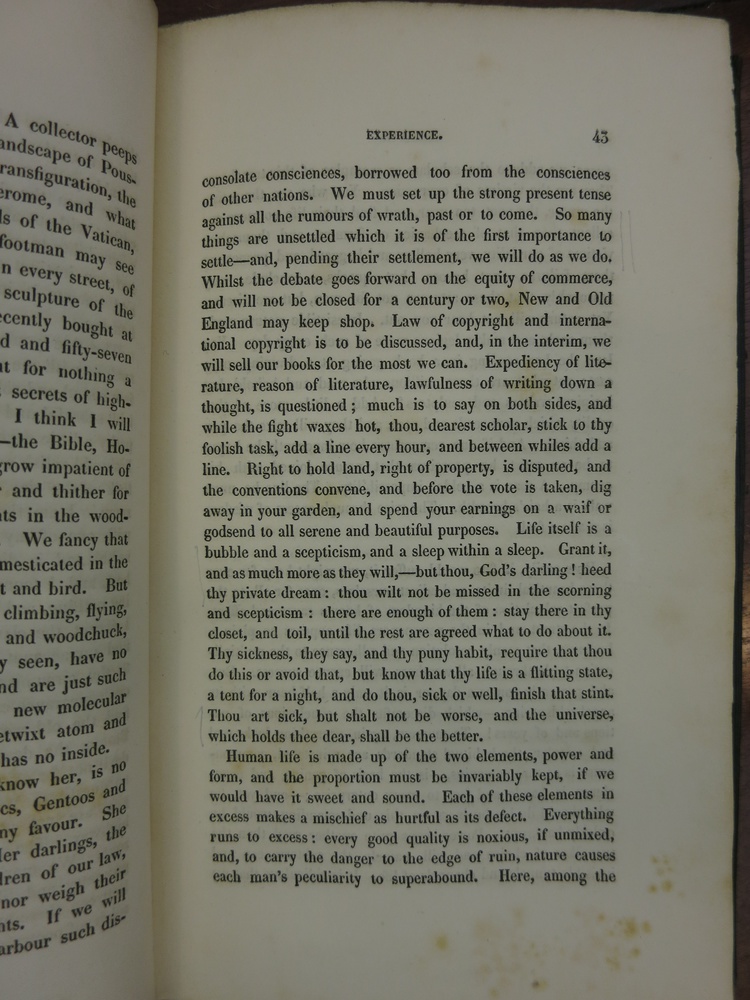 A collector peeps
andscape of Pous-
ransfiguration, the
erome, and what
ls of the Vatican,
footman may see
n every street, of
sculpture of the
ecently bought at
d and fifty-seven
at for nothing a
secrets of high-
I think I will
—the Bible, Ho-
grow impatient of
and thither for
nts in the wood-
We fancy that
mesticated in the
t and bird. But
climbing, flying,
and woodchuck,
y seen, have no
nd are just such
new molecular
etwixt atom and
has no inside.
know her, is no
cs, Gentoos and
ny favour. She
Her darlings, the
dren of our law,
nor weigh their
nts. If we will
arbour such dis-
EXPERIENCE. 43
consolate consciences, borrowed too from the consciences
of other nations. We must set up the strong present tense
against all the rumours of wrath, past or to come. So many
things are unsettled which it is of the first importance to
settle—and, pending their settlement, we will do as we do.
Whilst the debate goes forward on the equity of commerce,
and will not be closed for a century or two, New and Old
England may keep shop. Law of copyright and interna-
tional copyright is to be discussed, and, in the interim, we
will sell our books for the most we can. Expediency of lite-
rature, reason of literature, lawfulness of writing down a
thought, is questioned; much is to say on both sides, and
while the fight waxes hot, thou, dearest scholar, stick to thy
foolish task, add a line every hour, and between whiles add a
line. Right to hold land, right of property, is disputed, and
the conventions convene, and before the vote is taken, dig
away in your garden, and spend your earnings on a waif or
godsend to all serene and beautiful purposes. Life itself is a
bubble and a scepticism, and a sleep within a sleep. Grant it,
and as much more as they will,—but thou, God's darling! heed
thy private dream: thou wilt not be missed in the scorning
and scepticism: there are enough of them: stay there in thy
closet, and toil, until the rest are agreed what to do about it.
Thy sickness, they say, and thy puny habit, require that thou
do this or avoid that, but know that thy life is a flitting state,
a tent for a night, and do thou, sick or well, finish that stint.
Thou art sick, but shalt not be worse, and the universe,
which holds thee dear, shall be the better.
Human life is made up of the two elements, power and
form, and the proportion must be invariably kept, if we
would have it sweet and sound. Each of these elements in
excess makes a mischief as hurtful as its defect. Everything
runs to excess: every good quality is noxious, if unmixed,
and, to carry the danger to the edge of ruin, nature causes
each man's peculiarity to superabound. Here, among the